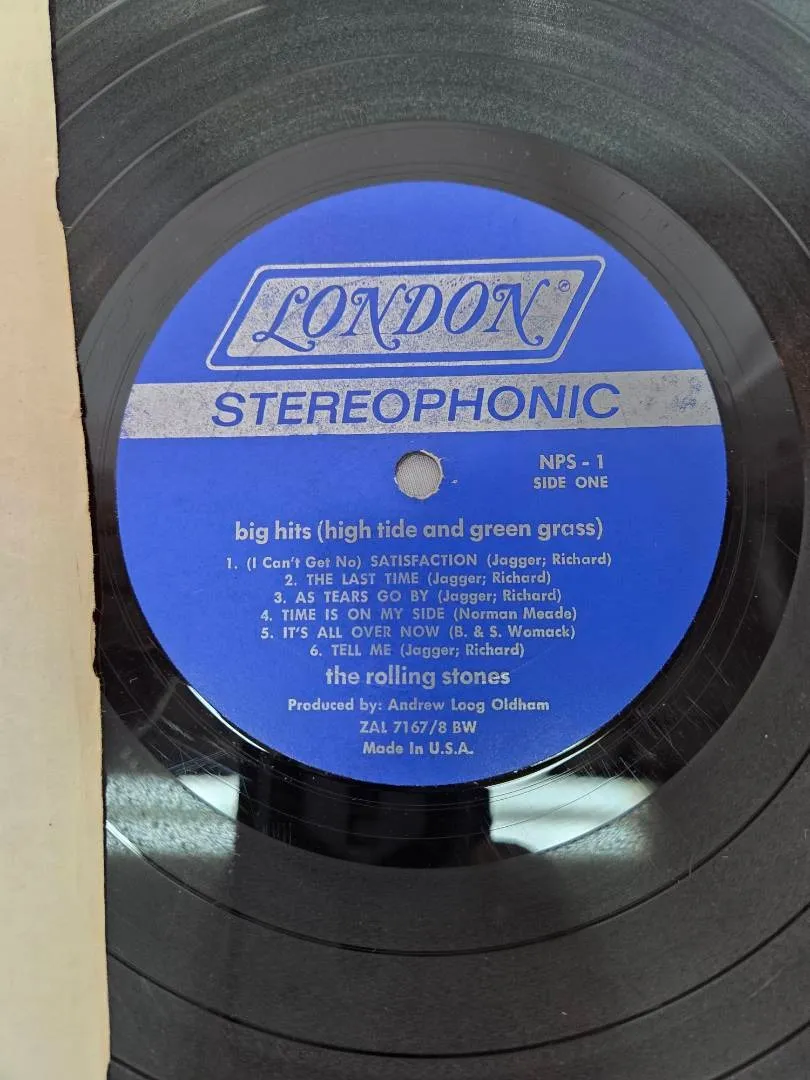 LONDON ®
STEREOPHONIC
NPS - 1
SIDE ONE
big hits (high tide and green grass)
1. (I Can't Get No) SATISFACTION (Jagger; Richard)
2. THE LAST TIME (Jagger; Richard)
3. AS TEARS GO BY (Jagger; Richard)
4. TIME IS ON MY SIDE (Norman Meade)
5. IT'S ALL OVER NOW (B. & S. Womack)
6. TELL ME (Jagger; Richard)
the rolling stones
Produced by: Andrew Loog Oldham
ZAL 7167/8 BW
Made In U.S.A.